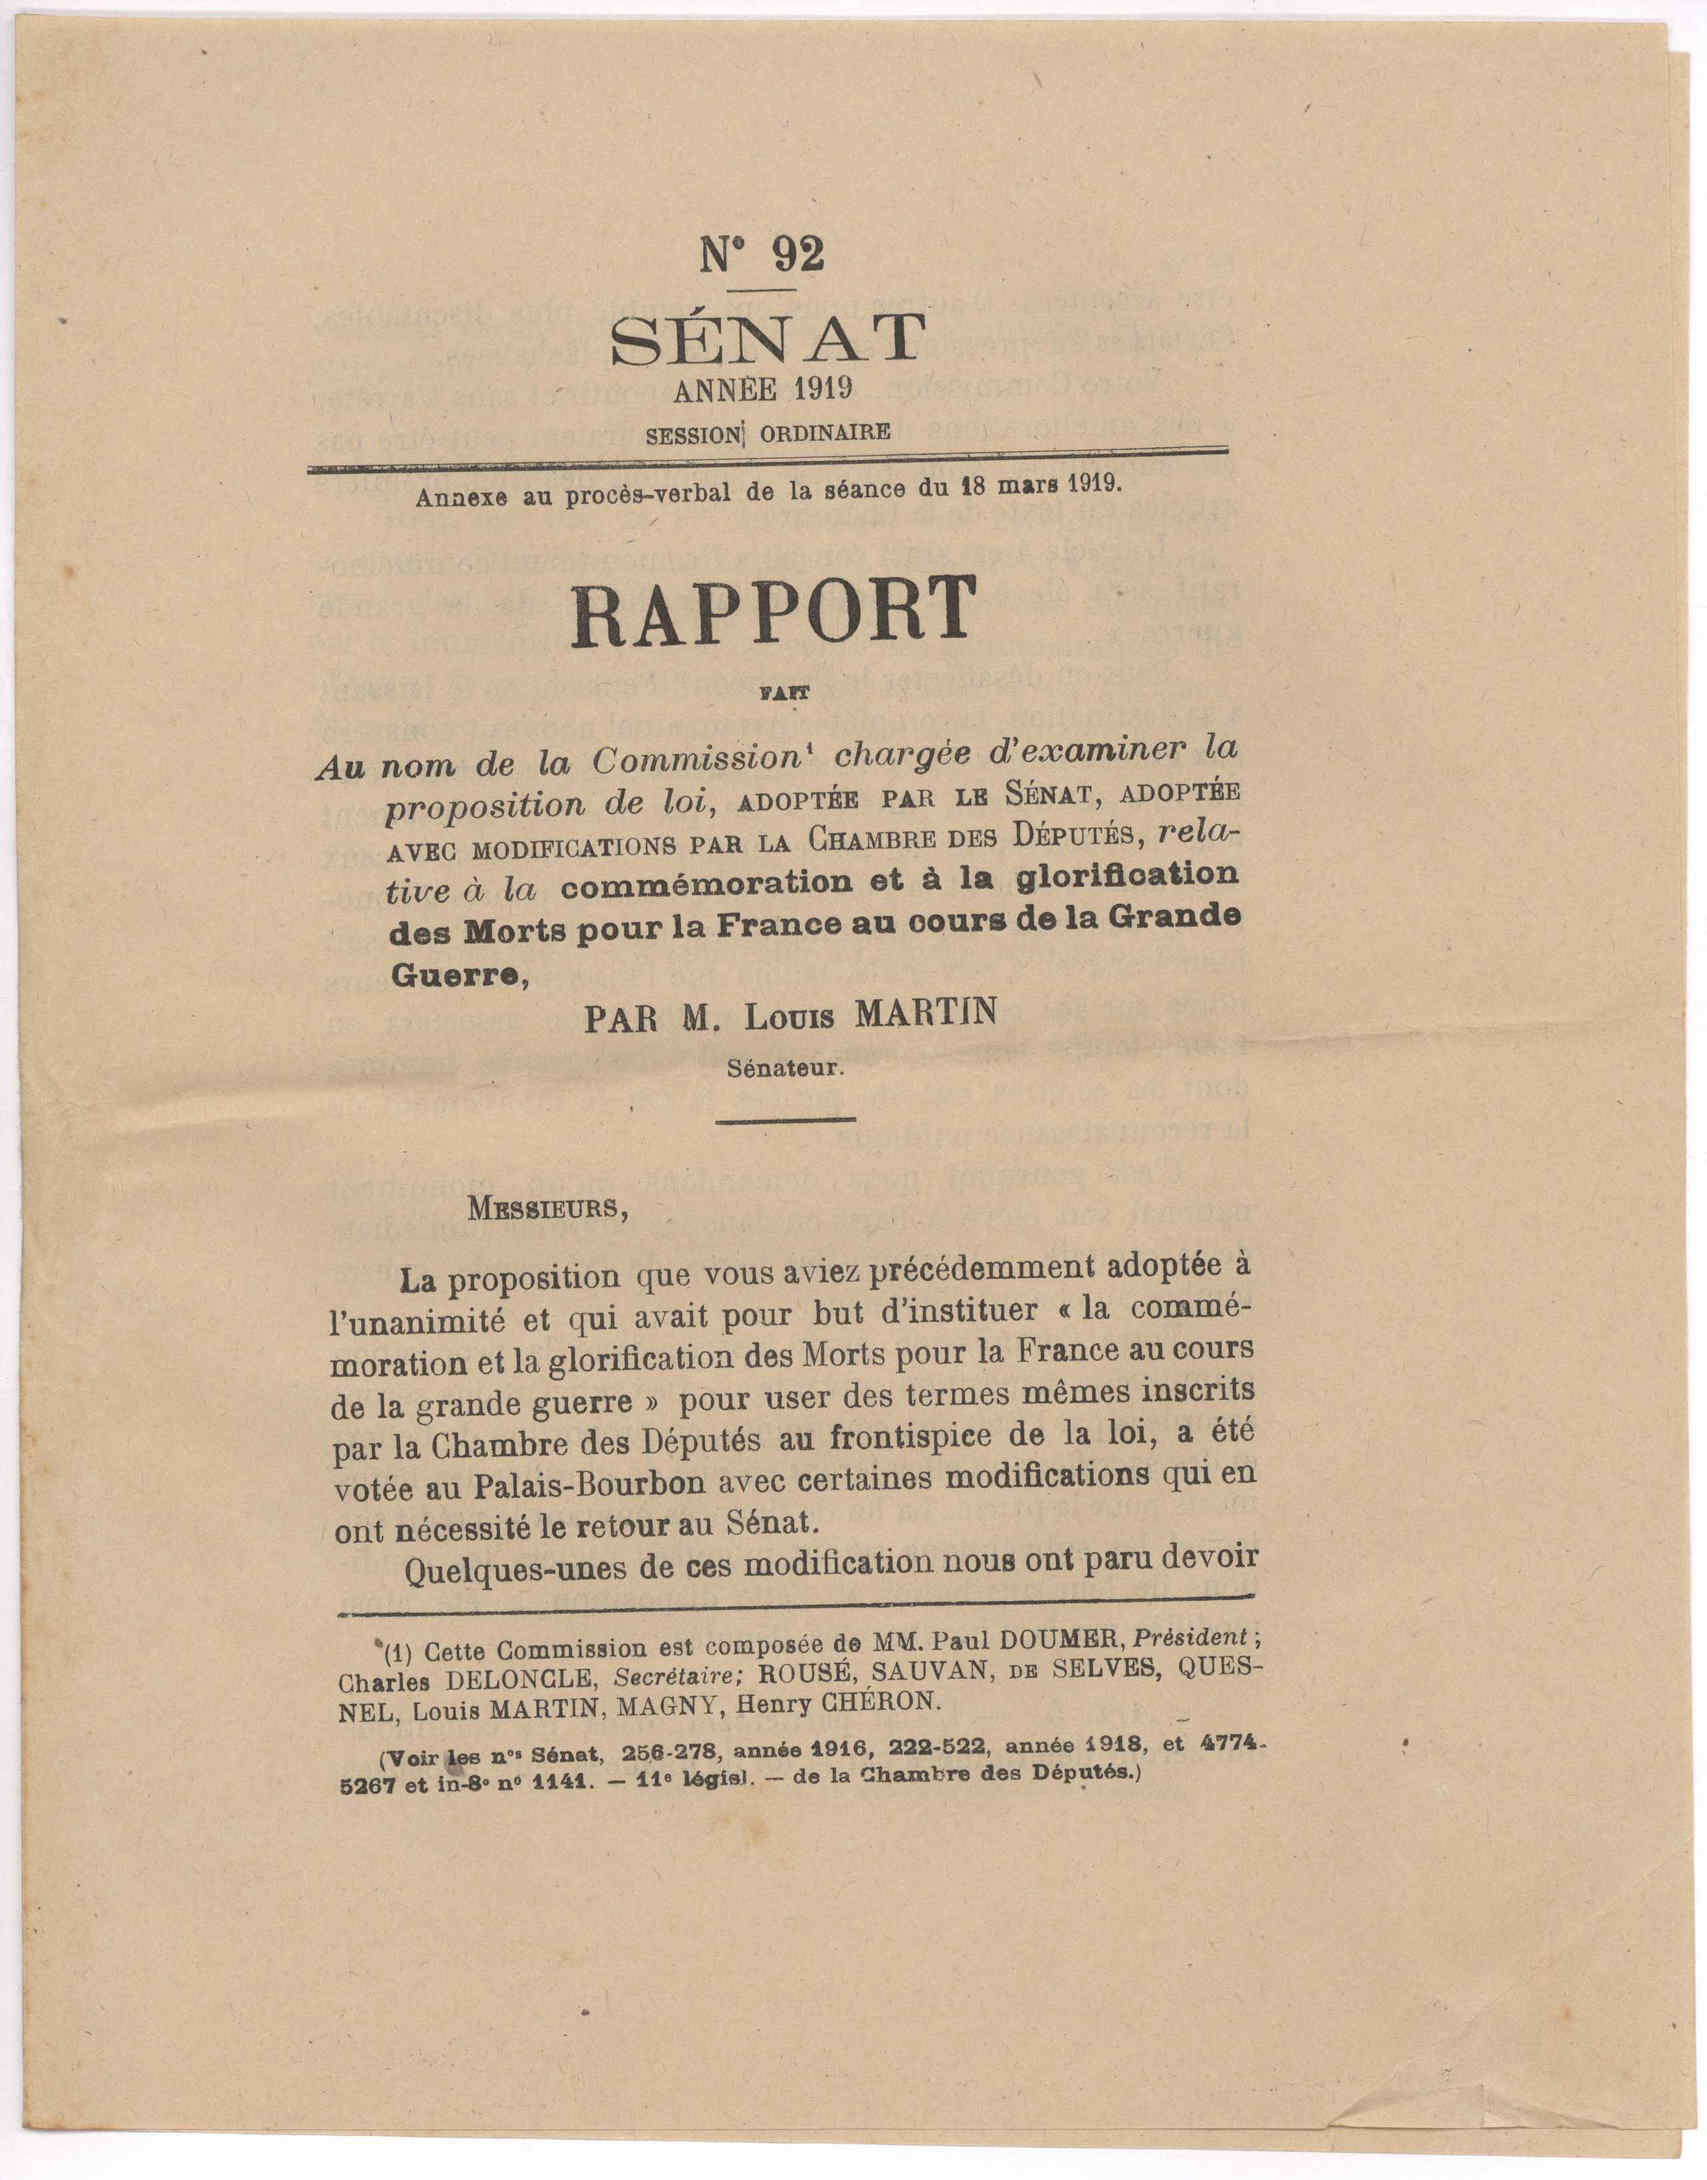 N° 92
SÉNAT
ANNÉE 1919
SESSION ORDINAIRE
Annexe au procès-verbal de la séance du 18 mars 1919.
RAPPORT
FAIT
Au nom de la Commission¹ chargée d'examiner la
proposition de loi, ADOPTÉE PAR LE SÉNAT, ADOPTÉE
AVEC MODIFICATIONS PAR LA CHAMBRE DES DÉPUTÉS, rela-
tive à la commémoration et à la glorification
des Morts pour la France au cours de la Grande
Guerre,
PAR M. LOUIS MARTIN
Sénateur.
MESSIEURS,
La proposition que vous aviez précédemment adoptée à
l'unanimité et qui avait pour but d'instituer « la commé-
moration et la glorification des Morts pour la France au cours
de la grande guerre » pour user des termes mêmes inscrits
par la Chambre des Députés au frontispice de la loi, a été
votée au Palais-Bourbon avec certaines modifications qui en
ont nécessité le retour au Sénat.
Quelques-unes de ces modification nous ont paru devoir
(1) Cette Commission est composée de MM. Paul DOUMER, Président ;
Charles DELONCLE, Secrétaire; ROUSÉ, SAUVAN, DE SELVES, QUES-
NEL, Louis MARTIN, MAGNY, Henry CHÉRON.
(Voir les nos Sénat, 256-278, année 1916, 222-522, année 1918, et 4774-
5267 et in-8° n° 1141. — 11e législ. — de la Chambre des Députés.)